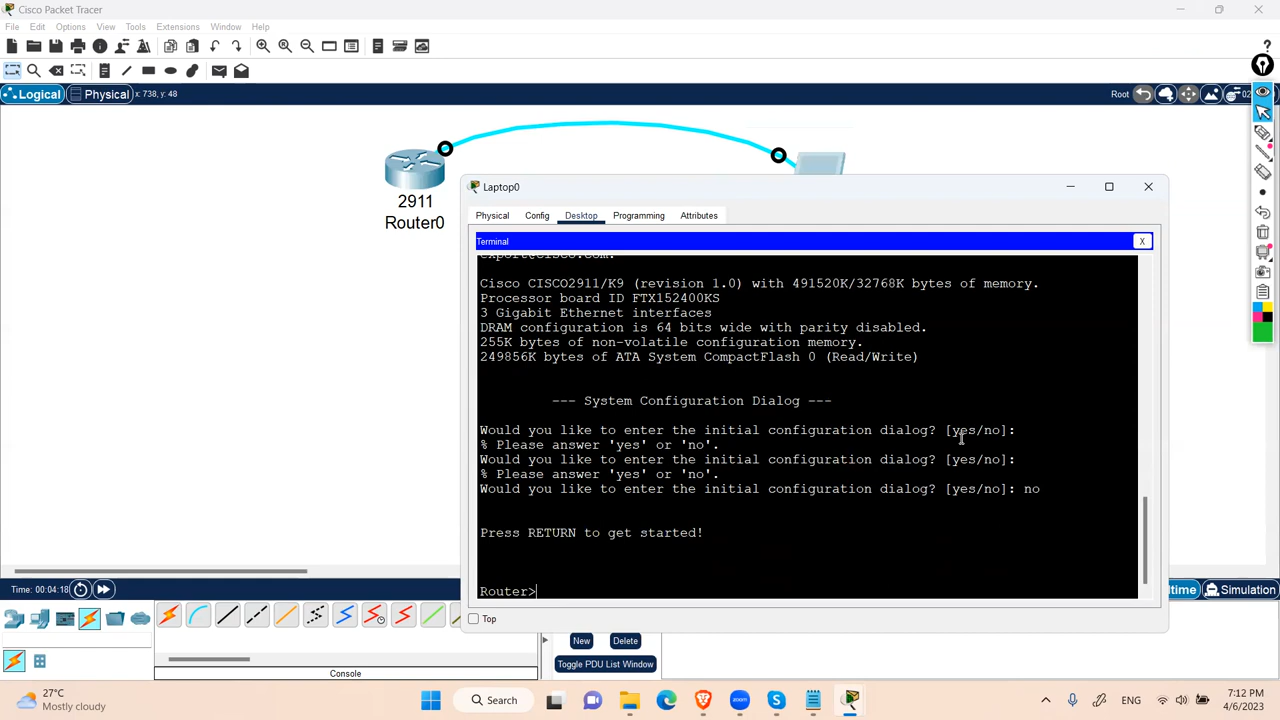 Cisco Packet Tracer
File Edit Options View Tools Extensions Window Help
Logical Physical x: 738, y: 48 Root
2911
Router0
Laptop0
Physical Config Desktop Programming Attributes
Terminal X
export@cisco.com.
Cisco CISCO2911/K9 (revision 1.0) with 491520K/32768K bytes of memory.
Processor board ID FTX152400KS
3 Gigabit Ethernet interfaces
DRAM configuration is 64 bits wide with parity disabled.
255K bytes of non-volatile configuration memory.
249856K bytes of ATA System CompactFlash 0 (Read/Write)
--- System Configuration Dialog ---
Would you like to enter the initial configuration dialog? [yes/no]:
% Please answer 'yes' or 'no'.
Would you like to enter the initial configuration dialog? [yes/no]:
% Please answer 'yes' or 'no'.
Would you like to enter the initial configuration dialog? [yes/no]: no
Press RETURN to get started!
Router>
Time: 00:04:18 Simulation
Top
New Delete
Toggle PDU List Window
Console
27°C
Mostly cloudy
Search
zoom
ENG
7:12 PM
4/6/2023